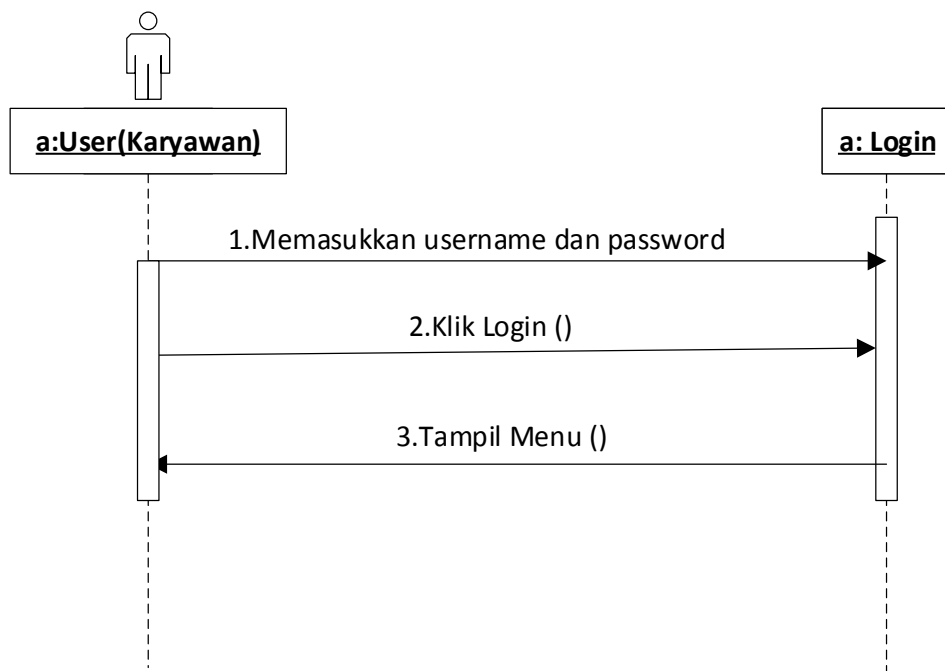 a:User(Karyawan)
a: Login
1.Memasukkan username dan password
2.Klik Login ()
3.Tampil Menu ()